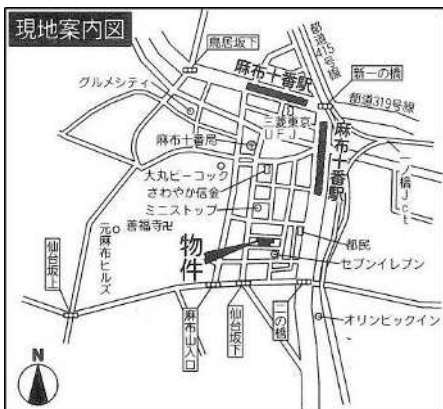 現地案内図
鳥居坂下
都道415号線
グルメシティ
麻布十番駅
新一の橋
三菱東京
UFJ
都道319号線
麻布十番局
麻布十番駅
一ノ橋Jct
大丸ピーコック
さわやか信金
ミニストップ
善福寺卍
元麻布ヒルズ
物件
都民
セブンイレブン
仙台坂上
麻布山入口
仙台坂下
二の橋
オリンピックイン
N